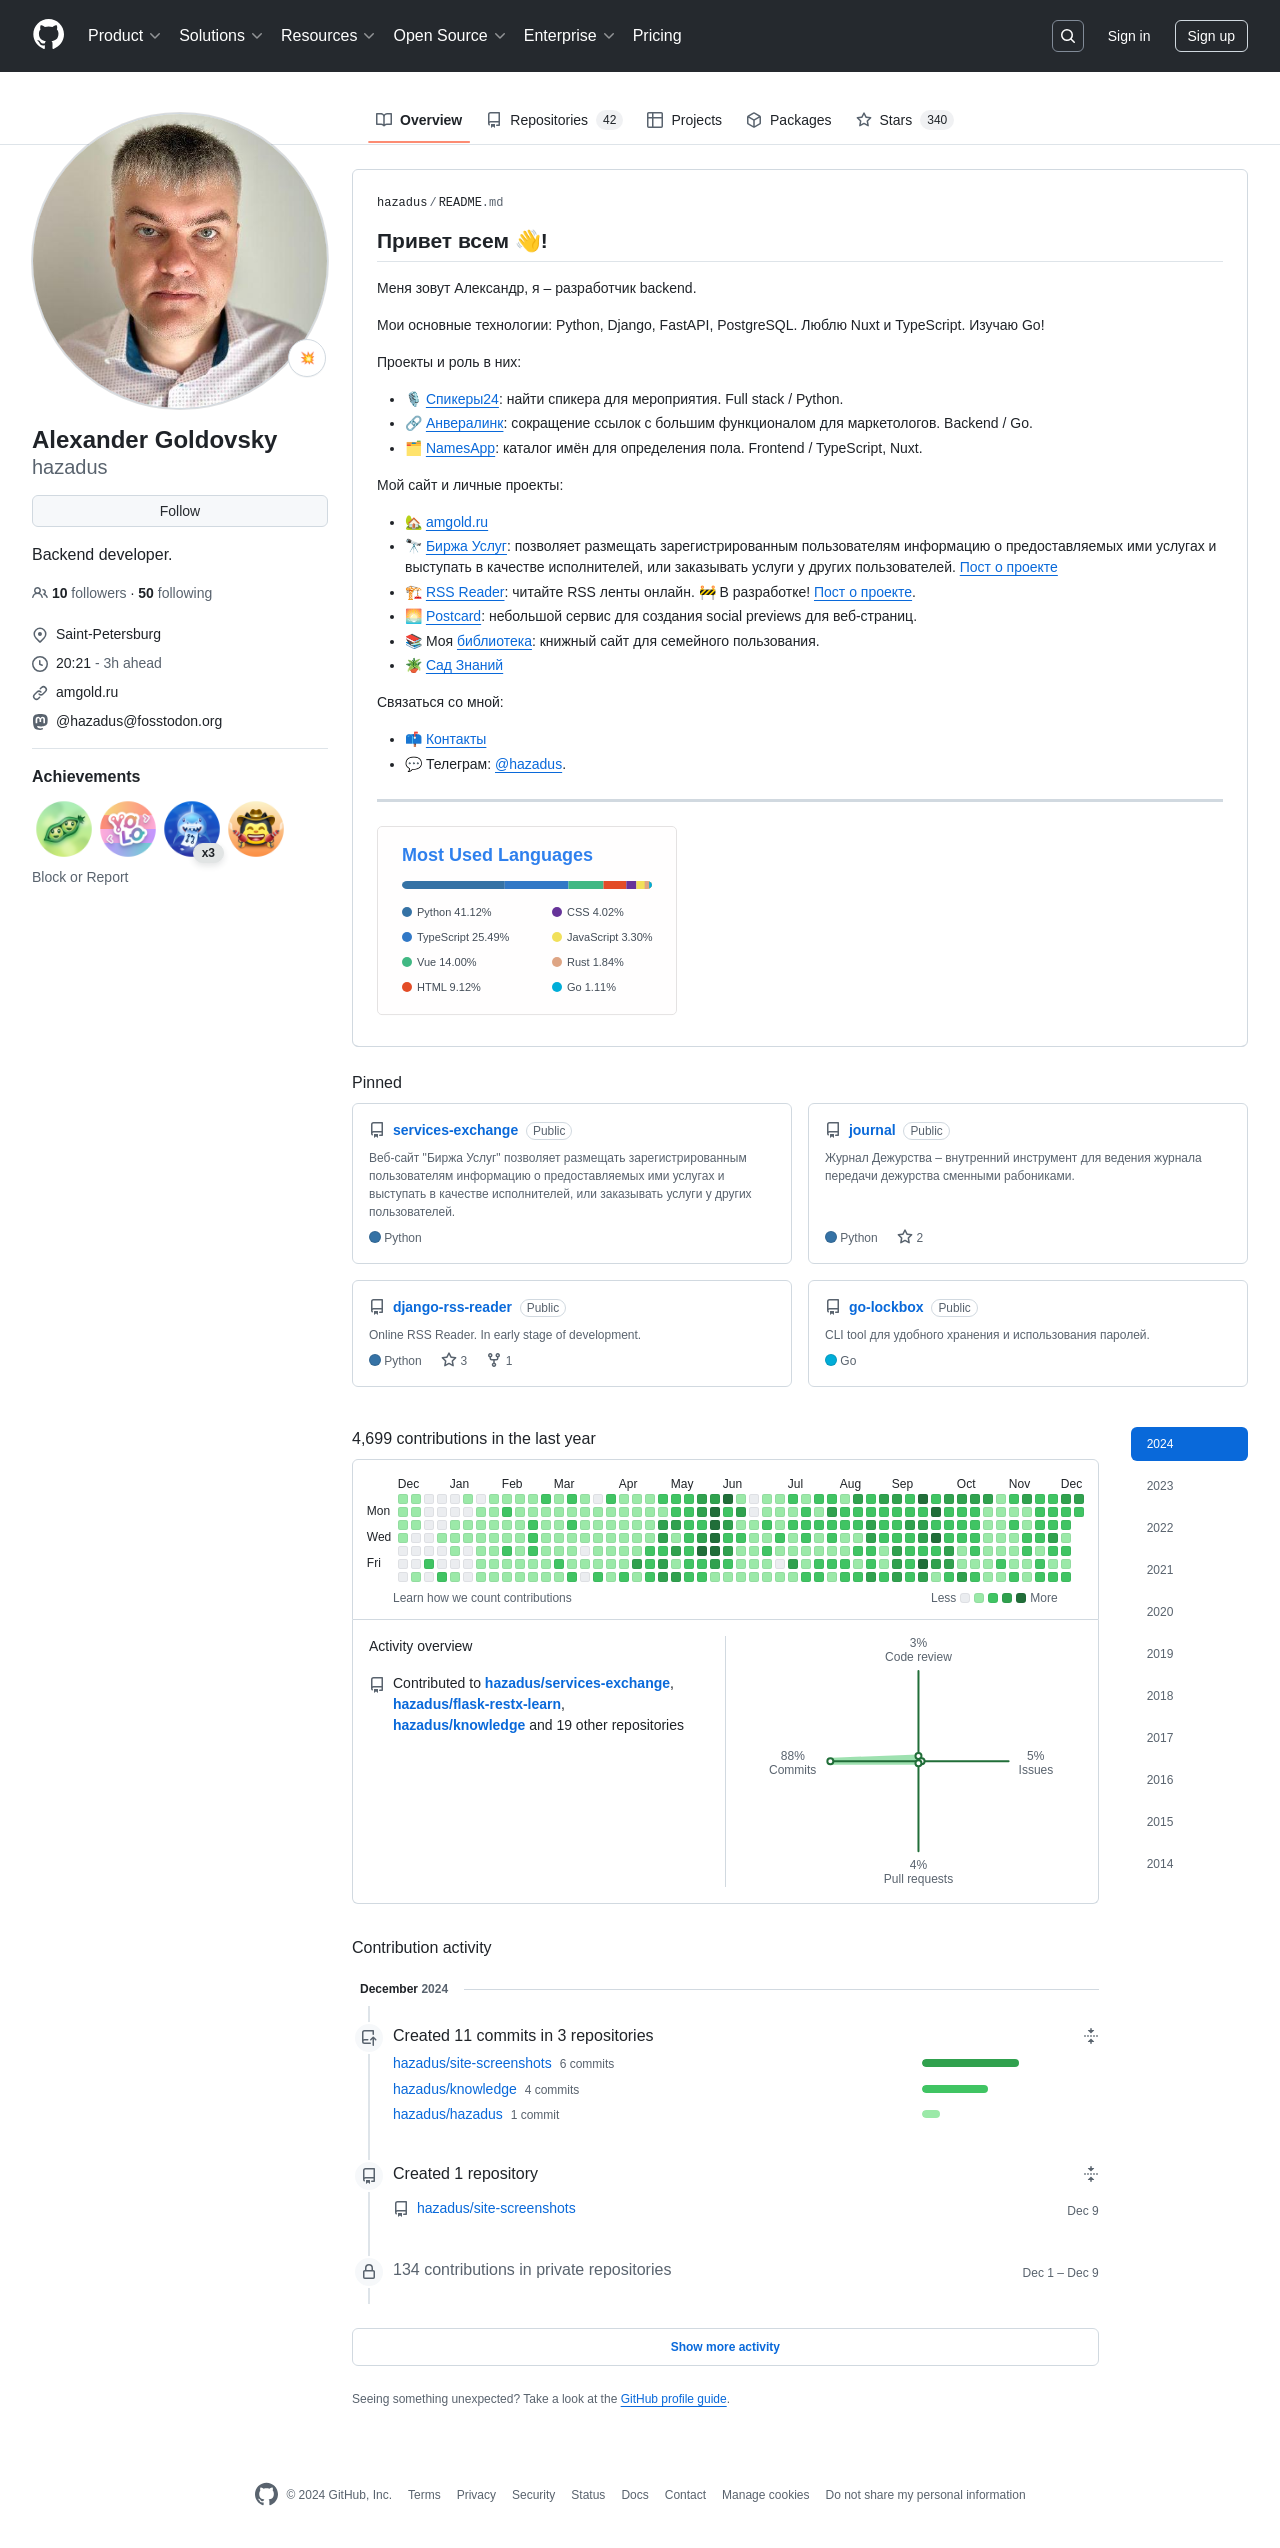 Product Solutions Resources Open Source Enterprise Pricing Sign in Sign up
Overview Repositories 42 Projects Packages Stars 340
Alexander Goldovsky
hazadus
Follow
Backend developer.
10 followers · 50 following
Saint-Petersburg
20:21 - 3h ahead
amgold.ru
@hazadus@fosstodon.org
Achievements
YOLO
x3
Block or Report
hazadus/README.md
Привет всем 👋!
Меня зовут Александр, я – разработчик backend.
Мои основные технологии: Python, Django, FastAPI, PostgreSQL. Люблю Nuxt и TypeScript. Изучаю Go!
Проекты и роль в них:
• 🎙️ Спикеры24: найти спикера для мероприятия. Full stack / Python.
• 🔗 Анвералинк: сокращение ссылок с большим функционалом для маркетологов. Backend / Go.
• 🗂️ NamesApp: каталог имён для определения пола. Frontend / TypeScript, Nuxt.
Мой сайт и личные проекты:
• 🏡 amgold.ru
• 🔭 Биржа Услуг: позволяет размещать зарегистрированным пользователям информацию о предоставляемых ими услугах и
выступать в качестве исполнителей, или заказывать услуги у других пользователей. Пост о проекте
• 🏗️ RSS Reader: читайте RSS ленты онлайн. 🚧 В разработке! Пост о проекте.
• 🌅 Postcard: небольшой сервис для создания social previews для веб-страниц.
• 📚 Моя библиотека: книжный сайт для семейного пользования.
• 🪴 Сад Знаний
Связаться со мной:
• 📫 Контакты
• 💬 Телеграм: @hazadus.
Most Used Languages
Python 41.12% CSS 4.02%
TypeScript 25.49% JavaScript 3.30%
Vue 14.00% Rust 1.84%
HTML 9.12% Go 1.11%
Pinned
services-exchange Public
Веб-сайт "Биржа Услуг" позволяет размещать зарегистрированным
пользователям информацию о предоставляемых ими услугах и
выступать в качестве исполнителей, или заказывать услуги у других
пользователей.
Python
journal Public
Журнал Дежурства – внутренний инструмент для ведения журнала
передачи дежурства сменными рабониками.
Python 2
django-rss-reader Public
Online RSS Reader. In early stage of development.
Python 3 1
go-lockbox Public
CLI tool для удобного хранения и использования паролей.
Go
4,699 contributions in the last year
Dec Jan Feb Mar Apr May Jun Jul Aug Sep Oct Nov Dec
Mon
Wed
Fri
Learn how we count contributions Less More
Activity overview
Contributed to hazadus/services-exchange,
hazadus/flask-restx-learn,
hazadus/knowledge and 19 other repositories
3%
Code review
88%
Commits
5%
Issues
4%
Pull requests
2024
2023
2022
2021
2020
2019
2018
2017
2016
2015
2014
Contribution activity
December 2024
Created 11 commits in 3 repositories
hazadus/site-screenshots 6 commits
hazadus/knowledge 4 commits
hazadus/hazadus 1 commit
Created 1 repository
hazadus/site-screenshots Dec 9
134 contributions in private repositories Dec 1 – Dec 9
Show more activity
Seeing something unexpected? Take a look at the GitHub profile guide.
© 2024 GitHub, Inc. Terms Privacy Security Status Docs Contact Manage cookies Do not share my personal information